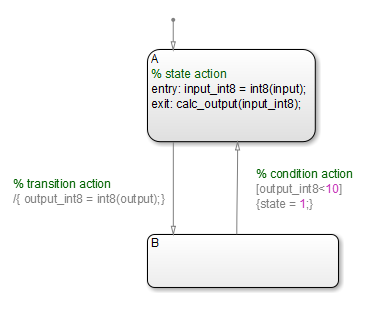 A
% state action
entry: input_int8 = int8(input);
exit: calc_output(input_int8);
% transition action
/{ output_int8 = int8(output);}
% condition action
[output_int8<10]
{state = 1;}
B